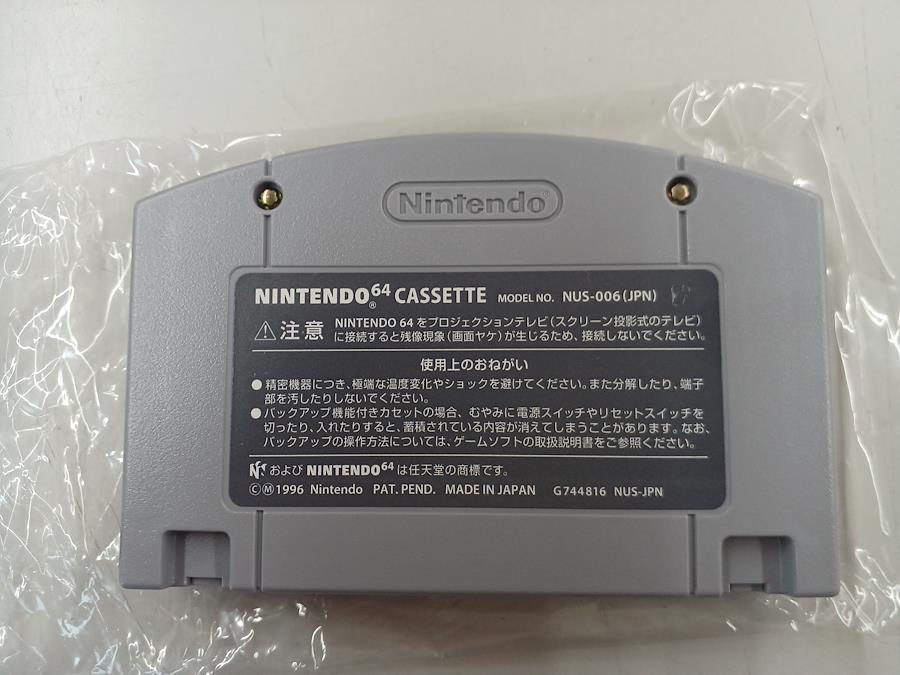 Nintendo®
NINTENDO64® CASSETTE MODEL NO. NUS-006(JPN)
注意 NINTENDO 64 をプロジェクションテレビ(スクリーン投影式のテレビ)
に接続すると残像現象(画面ヤケ)が生じるため、接続しないでください。
使用上のおねがい
●精密機器につき、極端な温度変化やショックを避けてください。また分解したり、端子
部を汚したりしないでください。
●バックアップ機能付きカセットの場合、むやみに電源スイッチやリセットスイッチを
切ったり、入れたりすると、蓄積されている内容が消えてしまうことがあります。なお、
バックアップの操作方法については、ゲームソフトの取扱説明書をご参照ください。
および NINTENDO64 は任天堂の商標です。
ⒸⓂ1996 Nintendo PAT. PEND. MADE IN JAPAN G744816 NUS-JPN